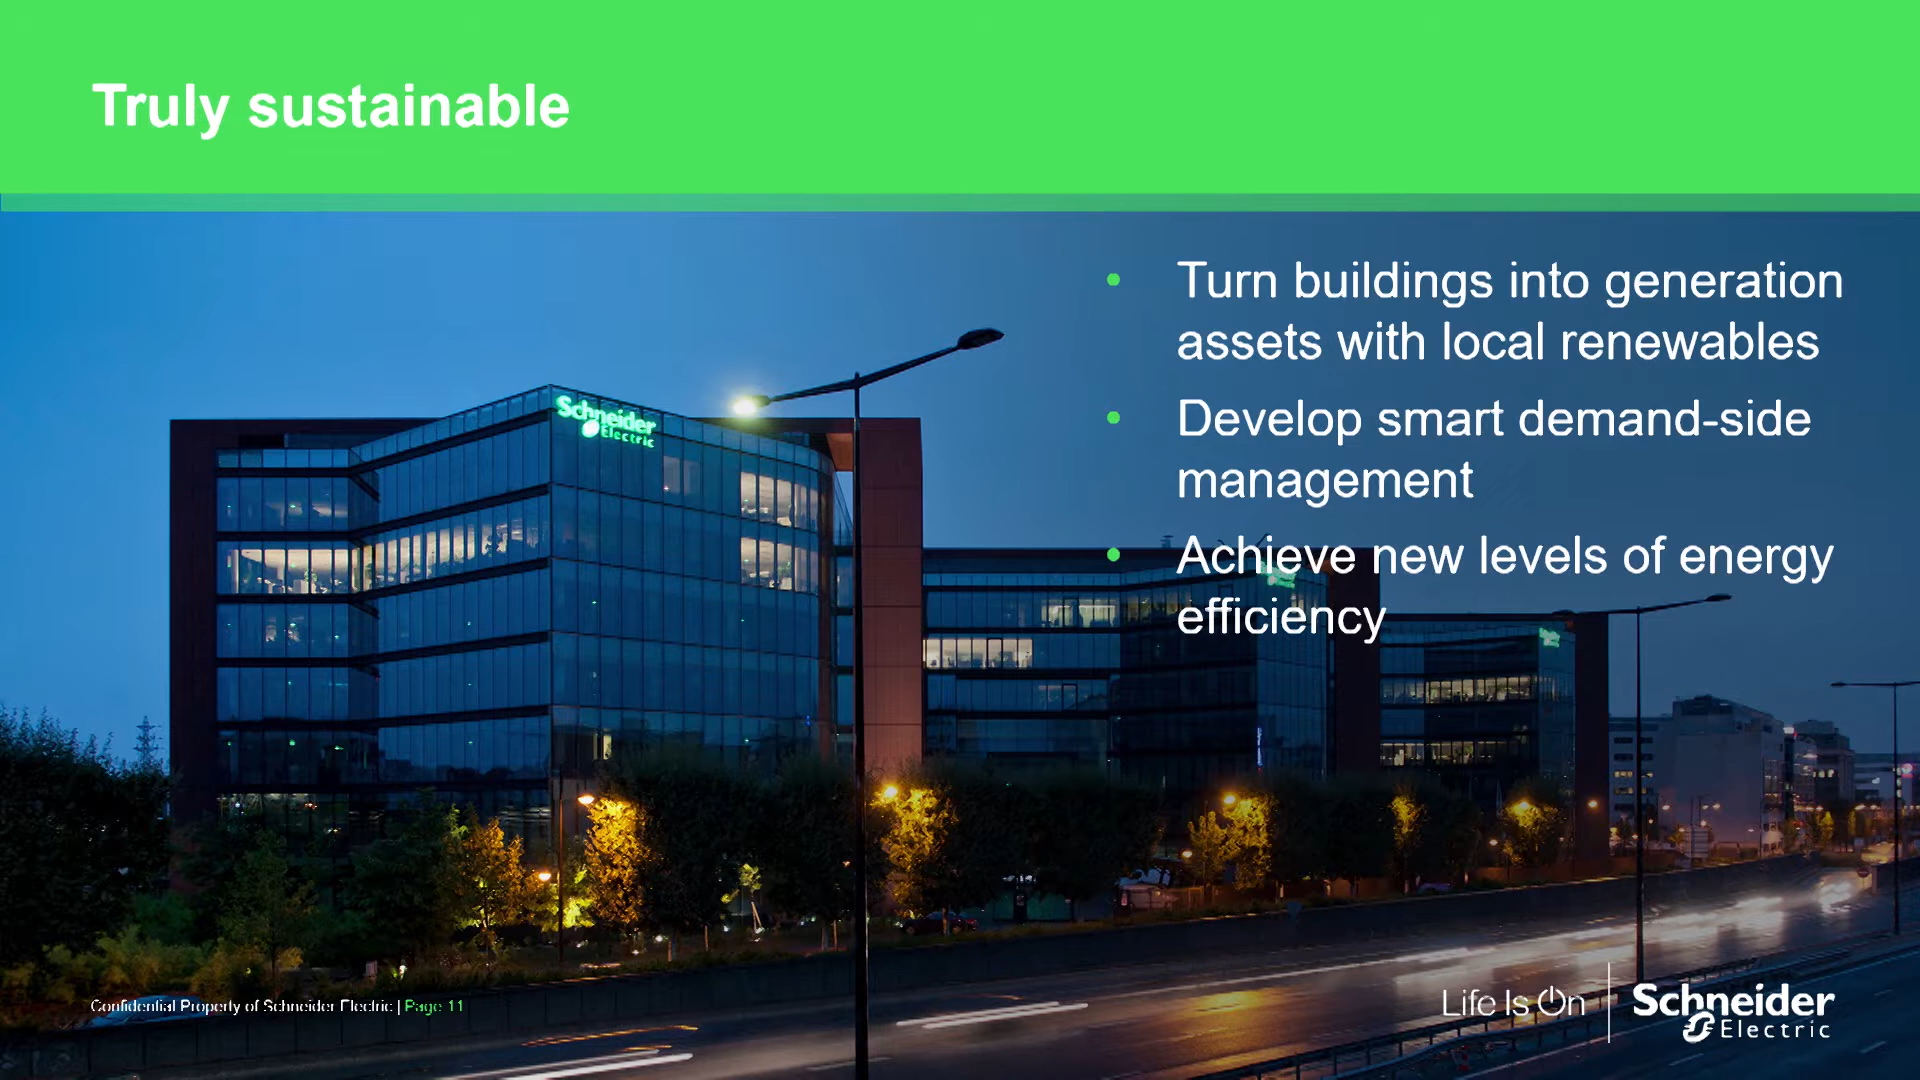 Truly sustainable
• Turn buildings into generation
assets with local renewables
• Develop smart demand-side
management
• Achieve new levels of energy
efficiency
Schneider
Electric
Confidential Property of Schneider Electric | Page 11
Life Is On
Schneider
Electric